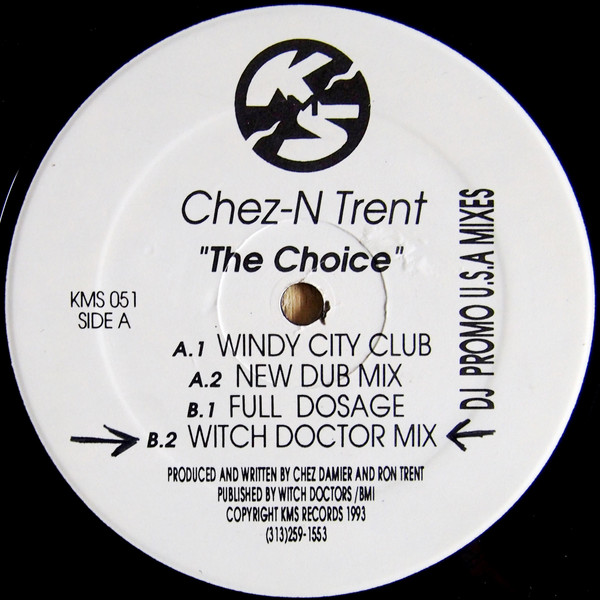 KMS
Chez-N Trent
"The Choice"
KMS 051
SIDE A
DJ PROMO U.S.A MIXES
A.1 WINDY CITY CLUB
A.2 NEW DUB MIX
B.1 FULL DOSAGE
B.2 WITCH DOCTOR MIX
PRODUCED AND WRITTEN BY CHEZ DAMIER AND RON TRENT
PUBLISHED BY WITCH DOCTORS /BMI
COPYRIGHT KMS RECORDS 1993
(313)259-1553